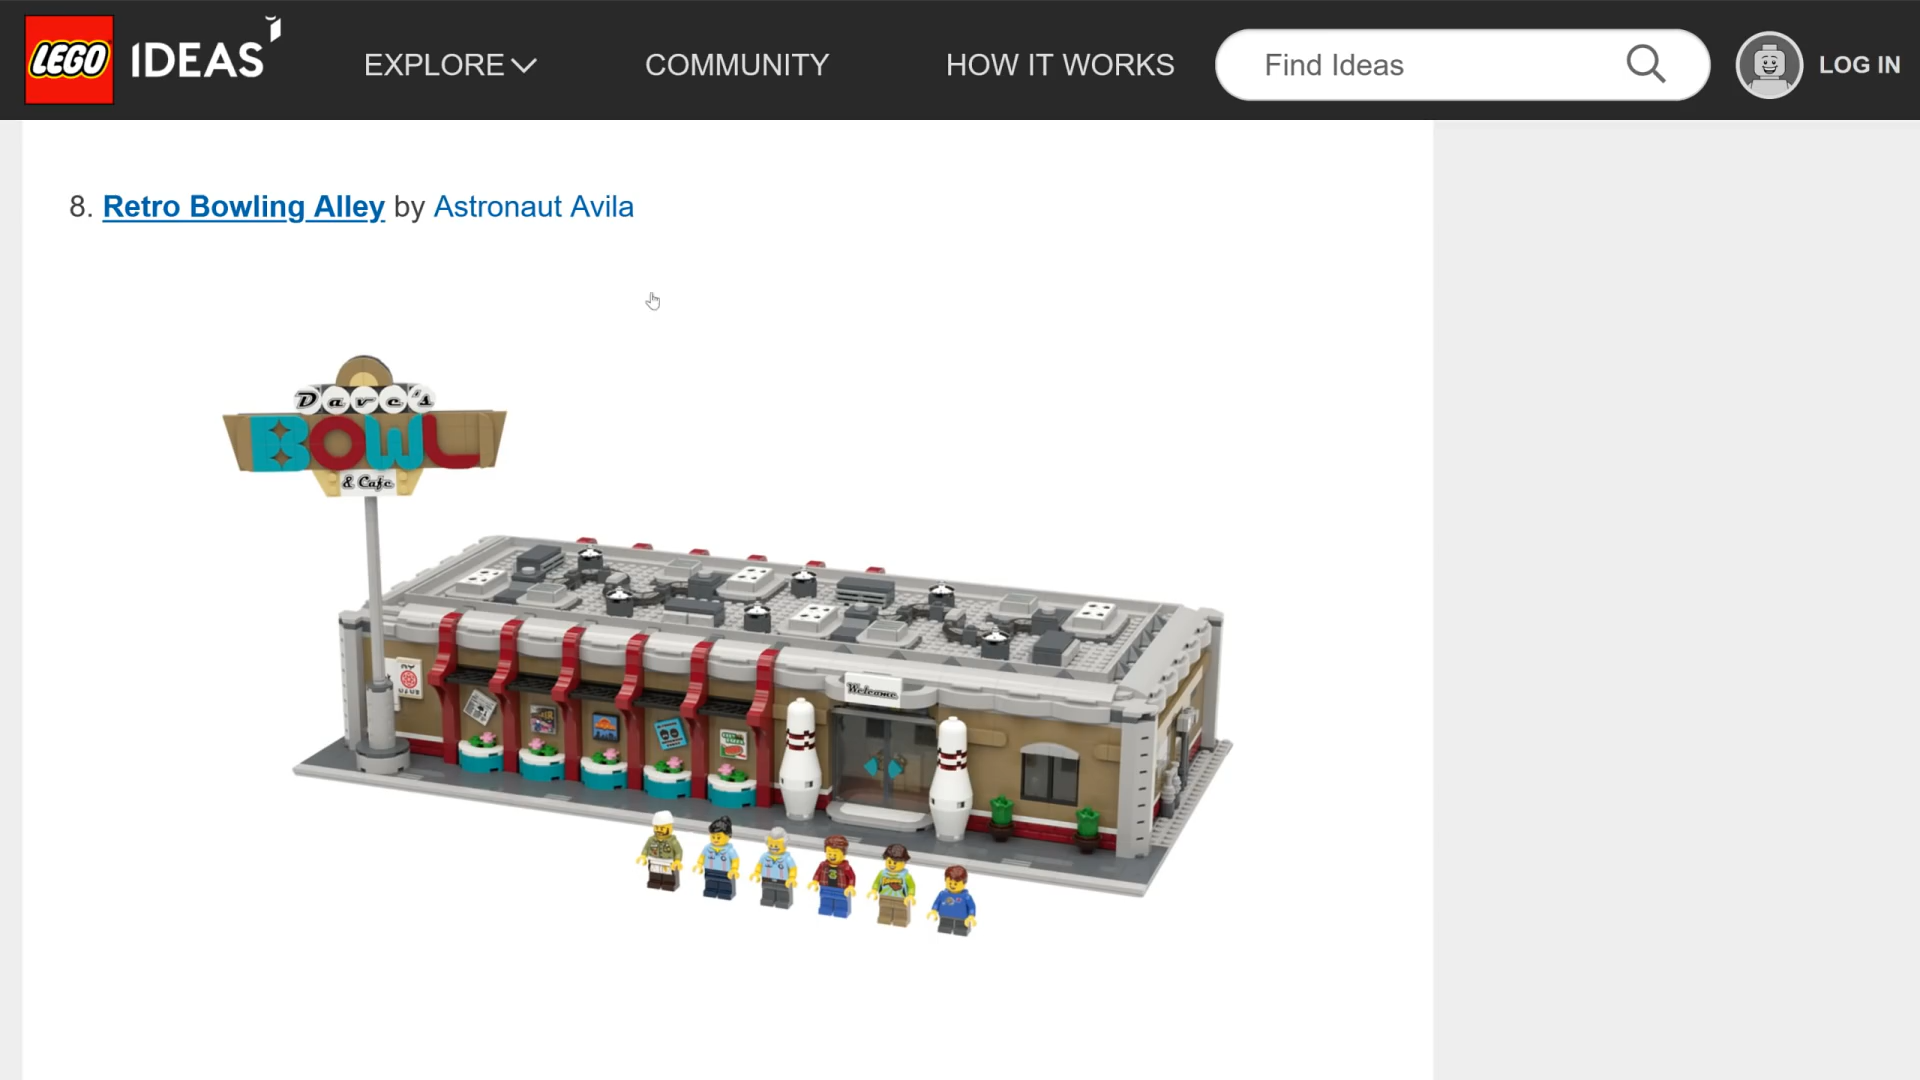 LEGO IDEAS
EXPLORE
COMMUNITY
HOW IT WORKS
Find Ideas
LOG IN
8. Retro Bowling Alley by Astronaut Avila
Dave's
BOWL
& Cafe
Welcome